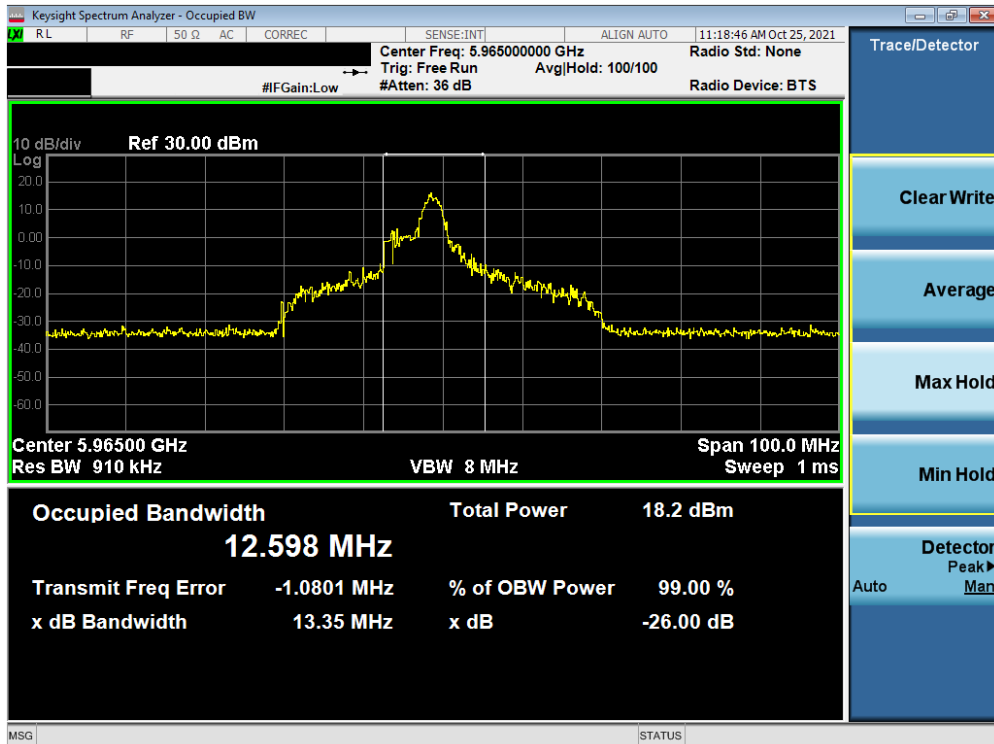 Keysight Spectrum Analyzer - Occupied BW
LXI RL RF 50 Ω AC CORREC SENSE:INT ALIGN AUTO 11:18:46 AM Oct 25, 2021
Center Freq: 5.965000000 GHz Radio Std: None
Trig: Free Run Avg|Hold: 100/100
#IFGain:Low #Atten: 36 dB Radio Device: BTS
10 dB/div Ref 30.00 dBm
Log
20.0
10.0
0.00
-10.0
-20.0
-30.0
-40.0
-50.0
-60.0
Center 5.96500 GHz Span 100.0 MHz
Res BW 910 kHz VBW 8 MHz Sweep 1 ms
Occupied Bandwidth Total Power 18.2 dBm
12.598 MHz
Transmit Freq Error -1.0801 MHz % of OBW Power 99.00 %
x dB Bandwidth 13.35 MHz x dB -26.00 dB
MSG STATUS
Trace/Detector
Clear Write
Average
Max Hold
Min Hold
Detector
Peak▶
Auto Man